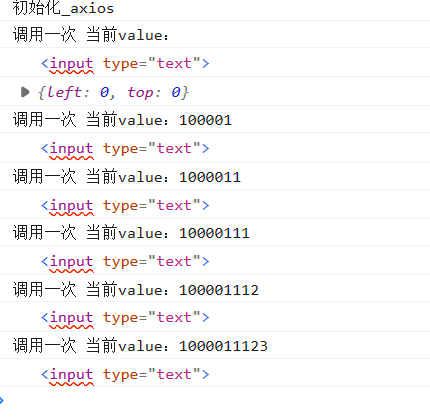 初始化_axios
调用一次 当前value：
<input type="text">
{left: 0, top: 0}
调用一次 当前value：100001
<input type="text">
调用一次 当前value：1000011
<input type="text">
调用一次 当前value：10000111
<input type="text">
调用一次 当前value：100001112
<input type="text">
调用一次 当前value：1000011123
<input type="text">